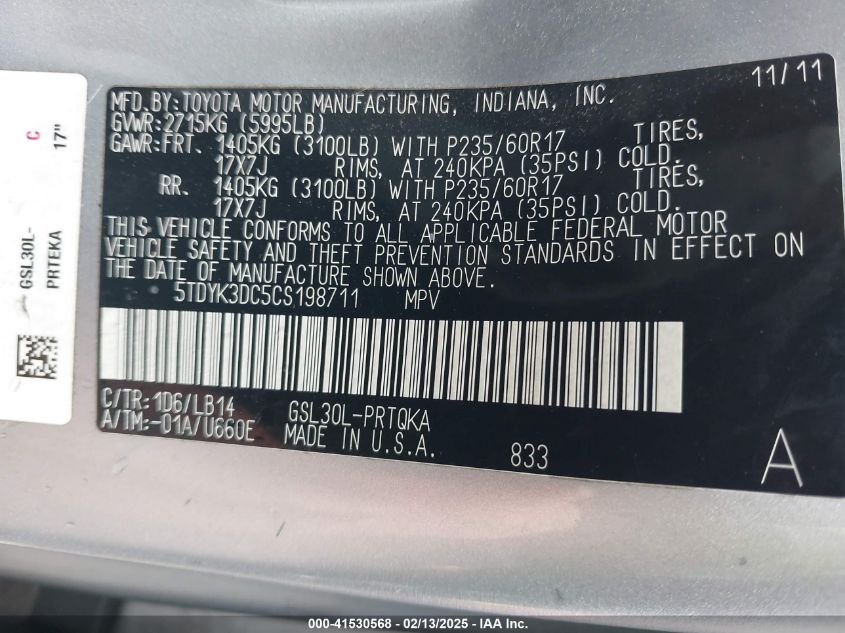 11/11
MFD.BY:TOYOTA MOTOR MANUFACTURING, INDIANA, INC.
GVWR:2715KG (5995LB)
GAWR:FRT. 1405KG (3100LB) WITH P235/60R17 TIRES,
17X7J RIMS, AT 240KPA (35PSI) COLD.
RR. 1405KG (3100LB) WITH P235/60R17 TIRES,
17X7J RIMS, AT 240KPA (35PSI) COLD.
THIS VEHICLE CONFORMS TO ALL APPLICABLE FEDERAL MOTOR
VEHICLE SAFETY AND THEFT PREVENTION STANDARDS IN EFFECT ON
THE DATE OF MANUFACTURE SHOWN ABOVE.
5TDYK3DC5CS198711 MPV
C/TR:1D6/LB14 GSL30L-PRTQKA
A/TM:-01A/U660E MADE IN U.S.A. 833
A
GSL30L-
PRTEKA
C
17"
000-41530568 - 02/13/2025 - IAA Inc.